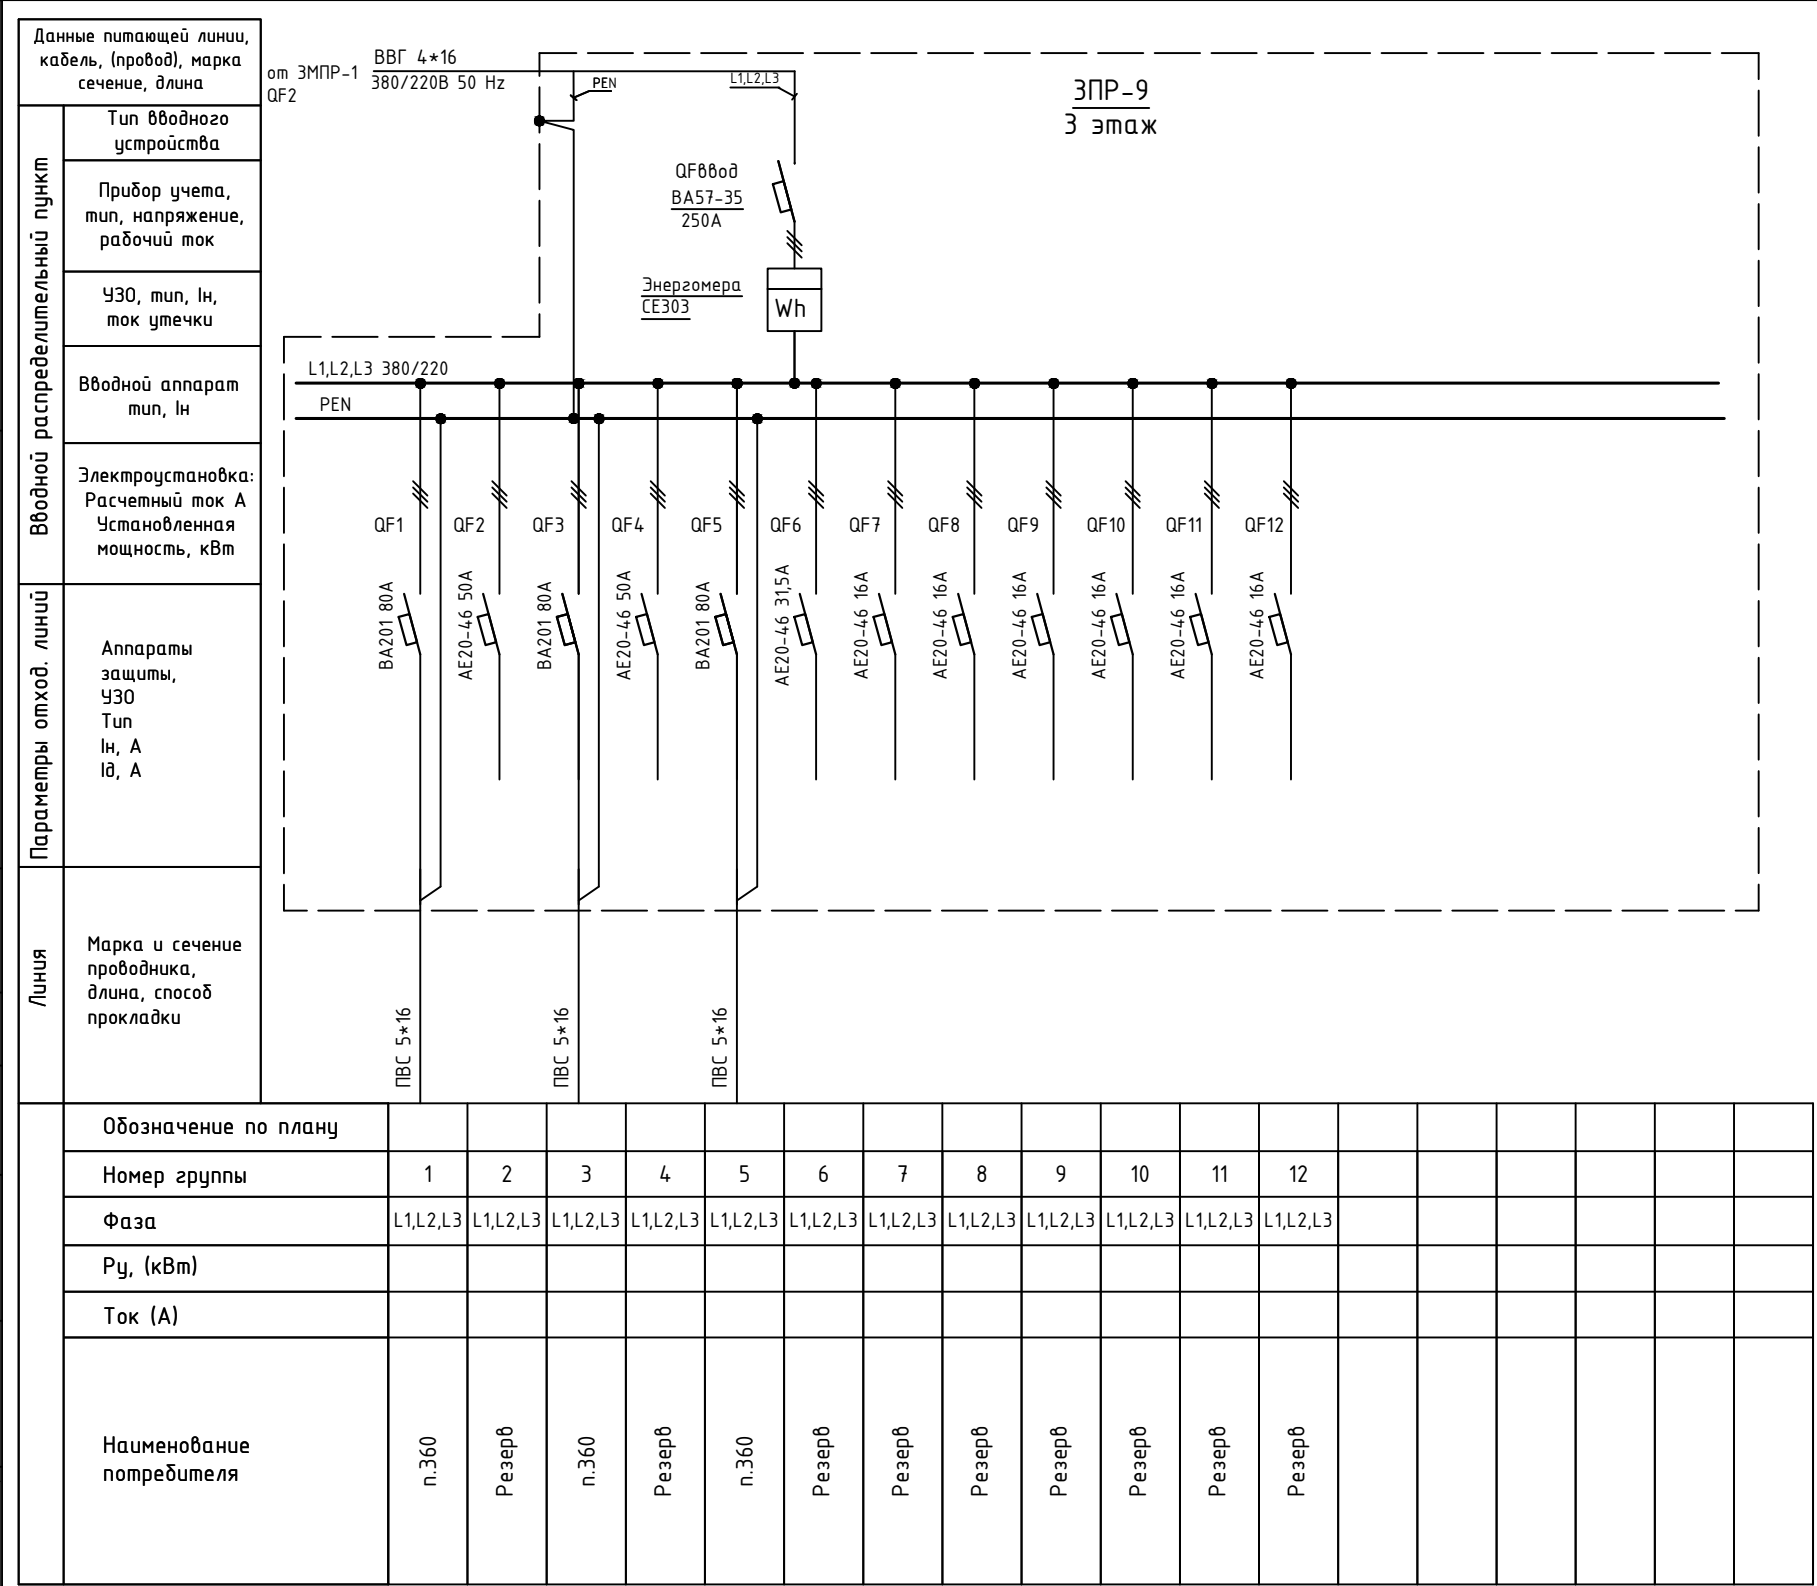 Данные питающей линии,
кабель, (провод), марка
сечение, длина
от 3МПР-1
QF2
ВВГ 4*16
380/220В 50 Hz
PEN
L1,L2,L3
3ПР-9
3 этаж
Вводной распределительный пункт
Тип вводного
устройства
Прибор учета,
тип, напряжение,
рабочий ток
УЗО, тип, Iн,
ток утечки
Вводной аппарат
тип, Iн
Электроустановка:
Расчетный ток А
Установленная
мощность, кВт
QFввод
ВА57-35
250А
Энергомера
СЕ303
Wh
L1,L2,L3 380/220
PEN
QF1 QF2 QF3 QF4 QF5 QF6 QF7 QF8 QF9 QF10 QF11 QF12
Параметры отход. линий
Аппараты
защиты,
УЗО
Тип
Iн, А
Iд, А
ВА201 80А
АЕ20-46 50А
ВА201 80А
АЕ20-46 50А
ВА201 80А
АЕ20-46 31,5А
АЕ20-46 16А
АЕ20-46 16А
АЕ20-46 16А
АЕ20-46 16А
АЕ20-46 16А
АЕ20-46 16А
Линия
Марка и сечение
проводника,
длина, способ
прокладки
ПВС 5*16
ПВС 5*16
ПВС 5*16
Обозначение по плану
Номер группы 1 2 3 4 5 6 7 8 9 10 11 12
Фаза L1,L2,L3 L1,L2,L3 L1,L2,L3 L1,L2,L3 L1,L2,L3 L1,L2,L3 L1,L2,L3 L1,L2,L3 L1,L2,L3 L1,L2,L3 L1,L2,L3 L1,L2,L3
Ру, (кВт)
Ток (А)
Наименование
потребителя
п.360
Резерв
п.360
Резерв
п.360
Резерв
Резерв
Резерв
Резерв
Резерв
Резерв
Резерв